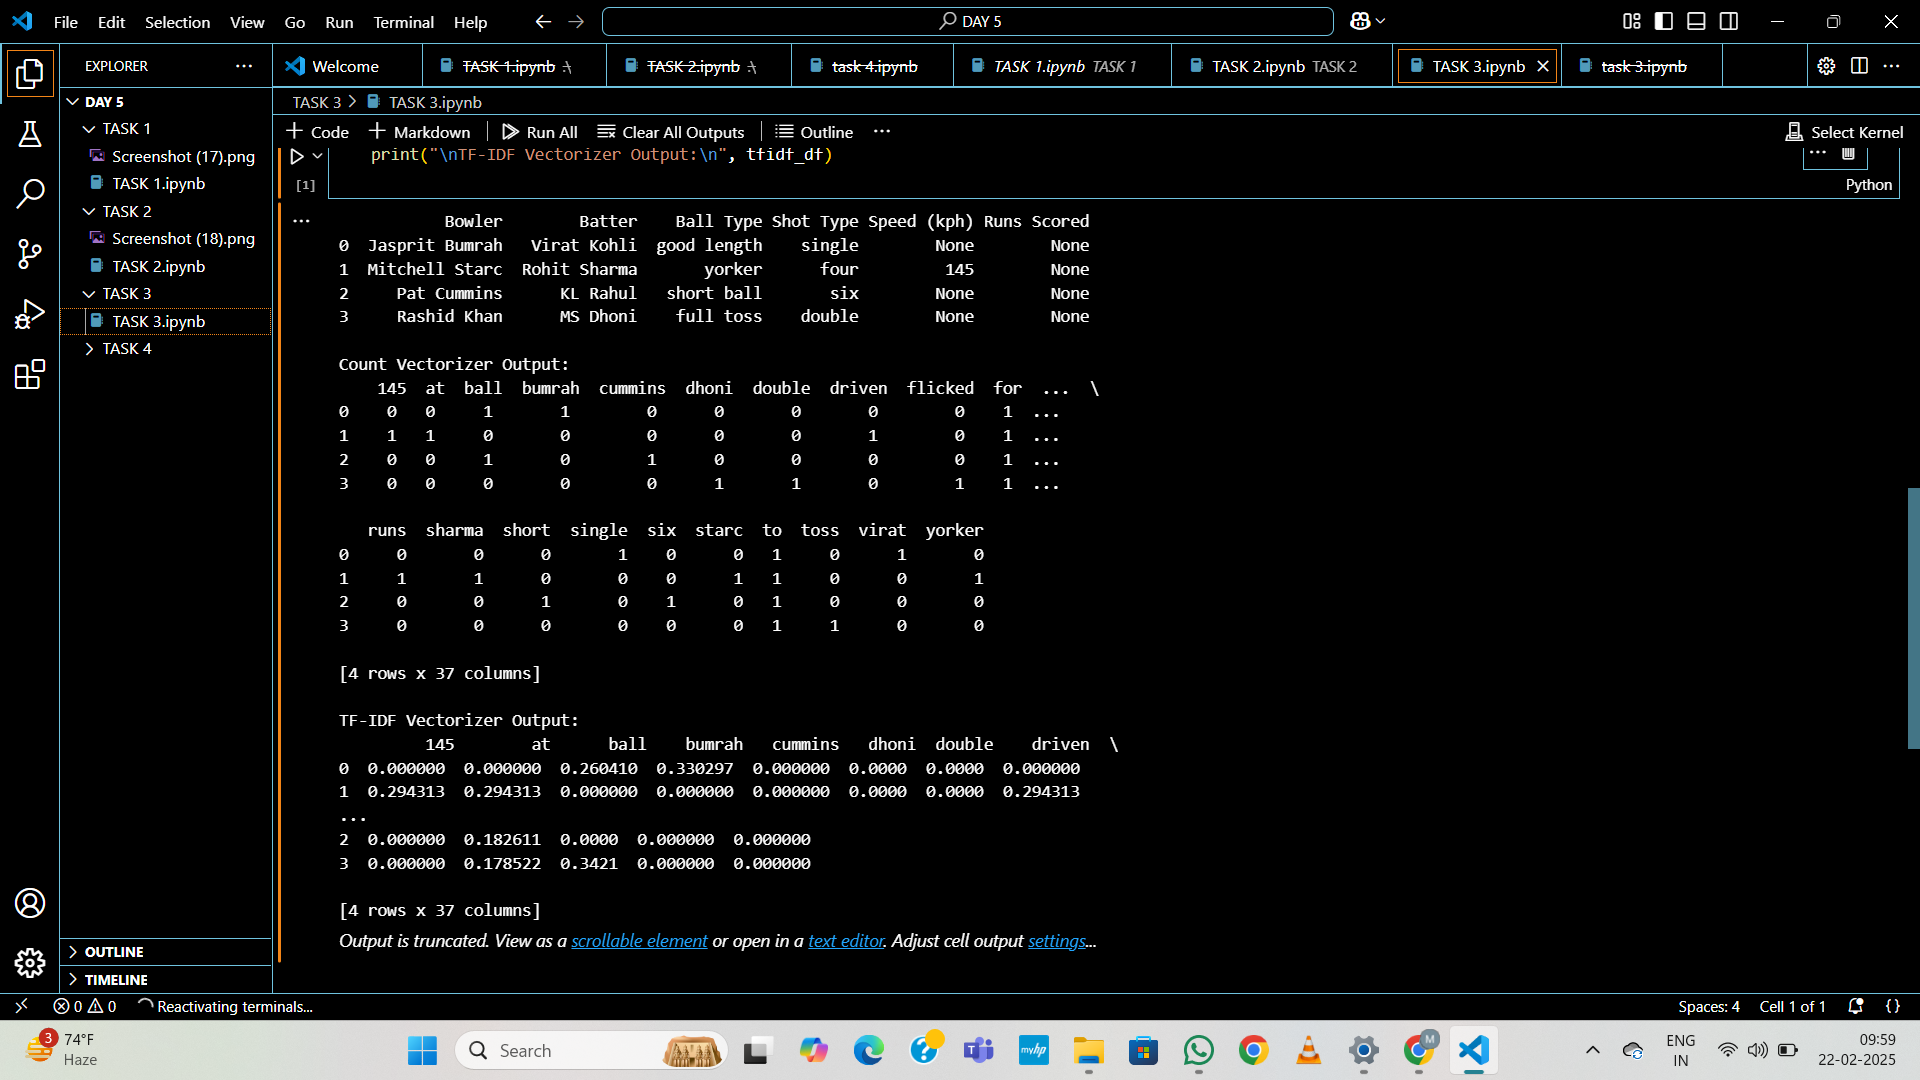 File Edit Selection View Go Run Terminal Help DAY 5
EXPLORER
Welcome TASK 1.ipynb .\ TASK 2.ipynb .\ task 4.ipynb TASK 1.ipynb TASK 1 TASK 2.ipynb TASK 2 TASK 3.ipynb task 3.ipynb
DAY 5
TASK 1
Screenshot (17).png
TASK 1.ipynb
TASK 2
Screenshot (18).png
TASK 2.ipynb
TASK 3
TASK 3.ipynb
TASK 4
OUTLINE
TIMELINE
TASK 3 > TASK 3.ipynb
Code Markdown Run All Clear All Outputs Outline ... Select Kernel
print("\nTF-IDF Vectorizer Output:\n", tfidf_df)
[1] Python
... Bowler Batter Ball Type Shot Type Speed (kph) Runs Scored
0 Jasprit Bumrah Virat Kohli good length single None None
1 Mitchell Starc Rohit Sharma yorker four 145 None
2 Pat Cummins KL Rahul short ball six None None
3 Rashid Khan MS Dhoni full toss double None None
Count Vectorizer Output:
145 at ball bumrah cummins dhoni double driven flicked for ... \
0 0 0 1 1 0 0 0 0 0 1 ...
1 1 1 0 0 0 0 0 1 0 1 ...
2 0 0 1 0 1 0 0 0 0 1 ...
3 0 0 0 0 0 1 1 0 1 1 ...
runs sharma short single six starc to toss virat yorker
0 0 0 0 1 0 0 1 0 1 0
1 1 1 0 0 0 1 1 0 0 1
2 0 0 1 0 1 0 1 0 0 0
3 0 0 0 0 0 0 1 1 0 0
[4 rows x 37 columns]
TF-IDF Vectorizer Output:
145 at ball bumrah cummins dhoni double driven \
0 0.000000 0.000000 0.260410 0.330297 0.000000 0.0000 0.0000 0.000000
1 0.294313 0.294313 0.000000 0.000000 0.000000 0.0000 0.0000 0.294313
...
2 0.000000 0.182611 0.0000 0.000000 0.000000
3 0.000000 0.178522 0.3421 0.000000 0.000000
[4 rows x 37 columns]
Output is truncated. View as a scrollable element or open in a text editor. Adjust cell output settings...
0 0 Reactivating terminals... Spaces: 4 Cell 1 of 1 {}
3 74°F
Haze
Search
myhp
M
ENG
IN
09:59
22-02-2025